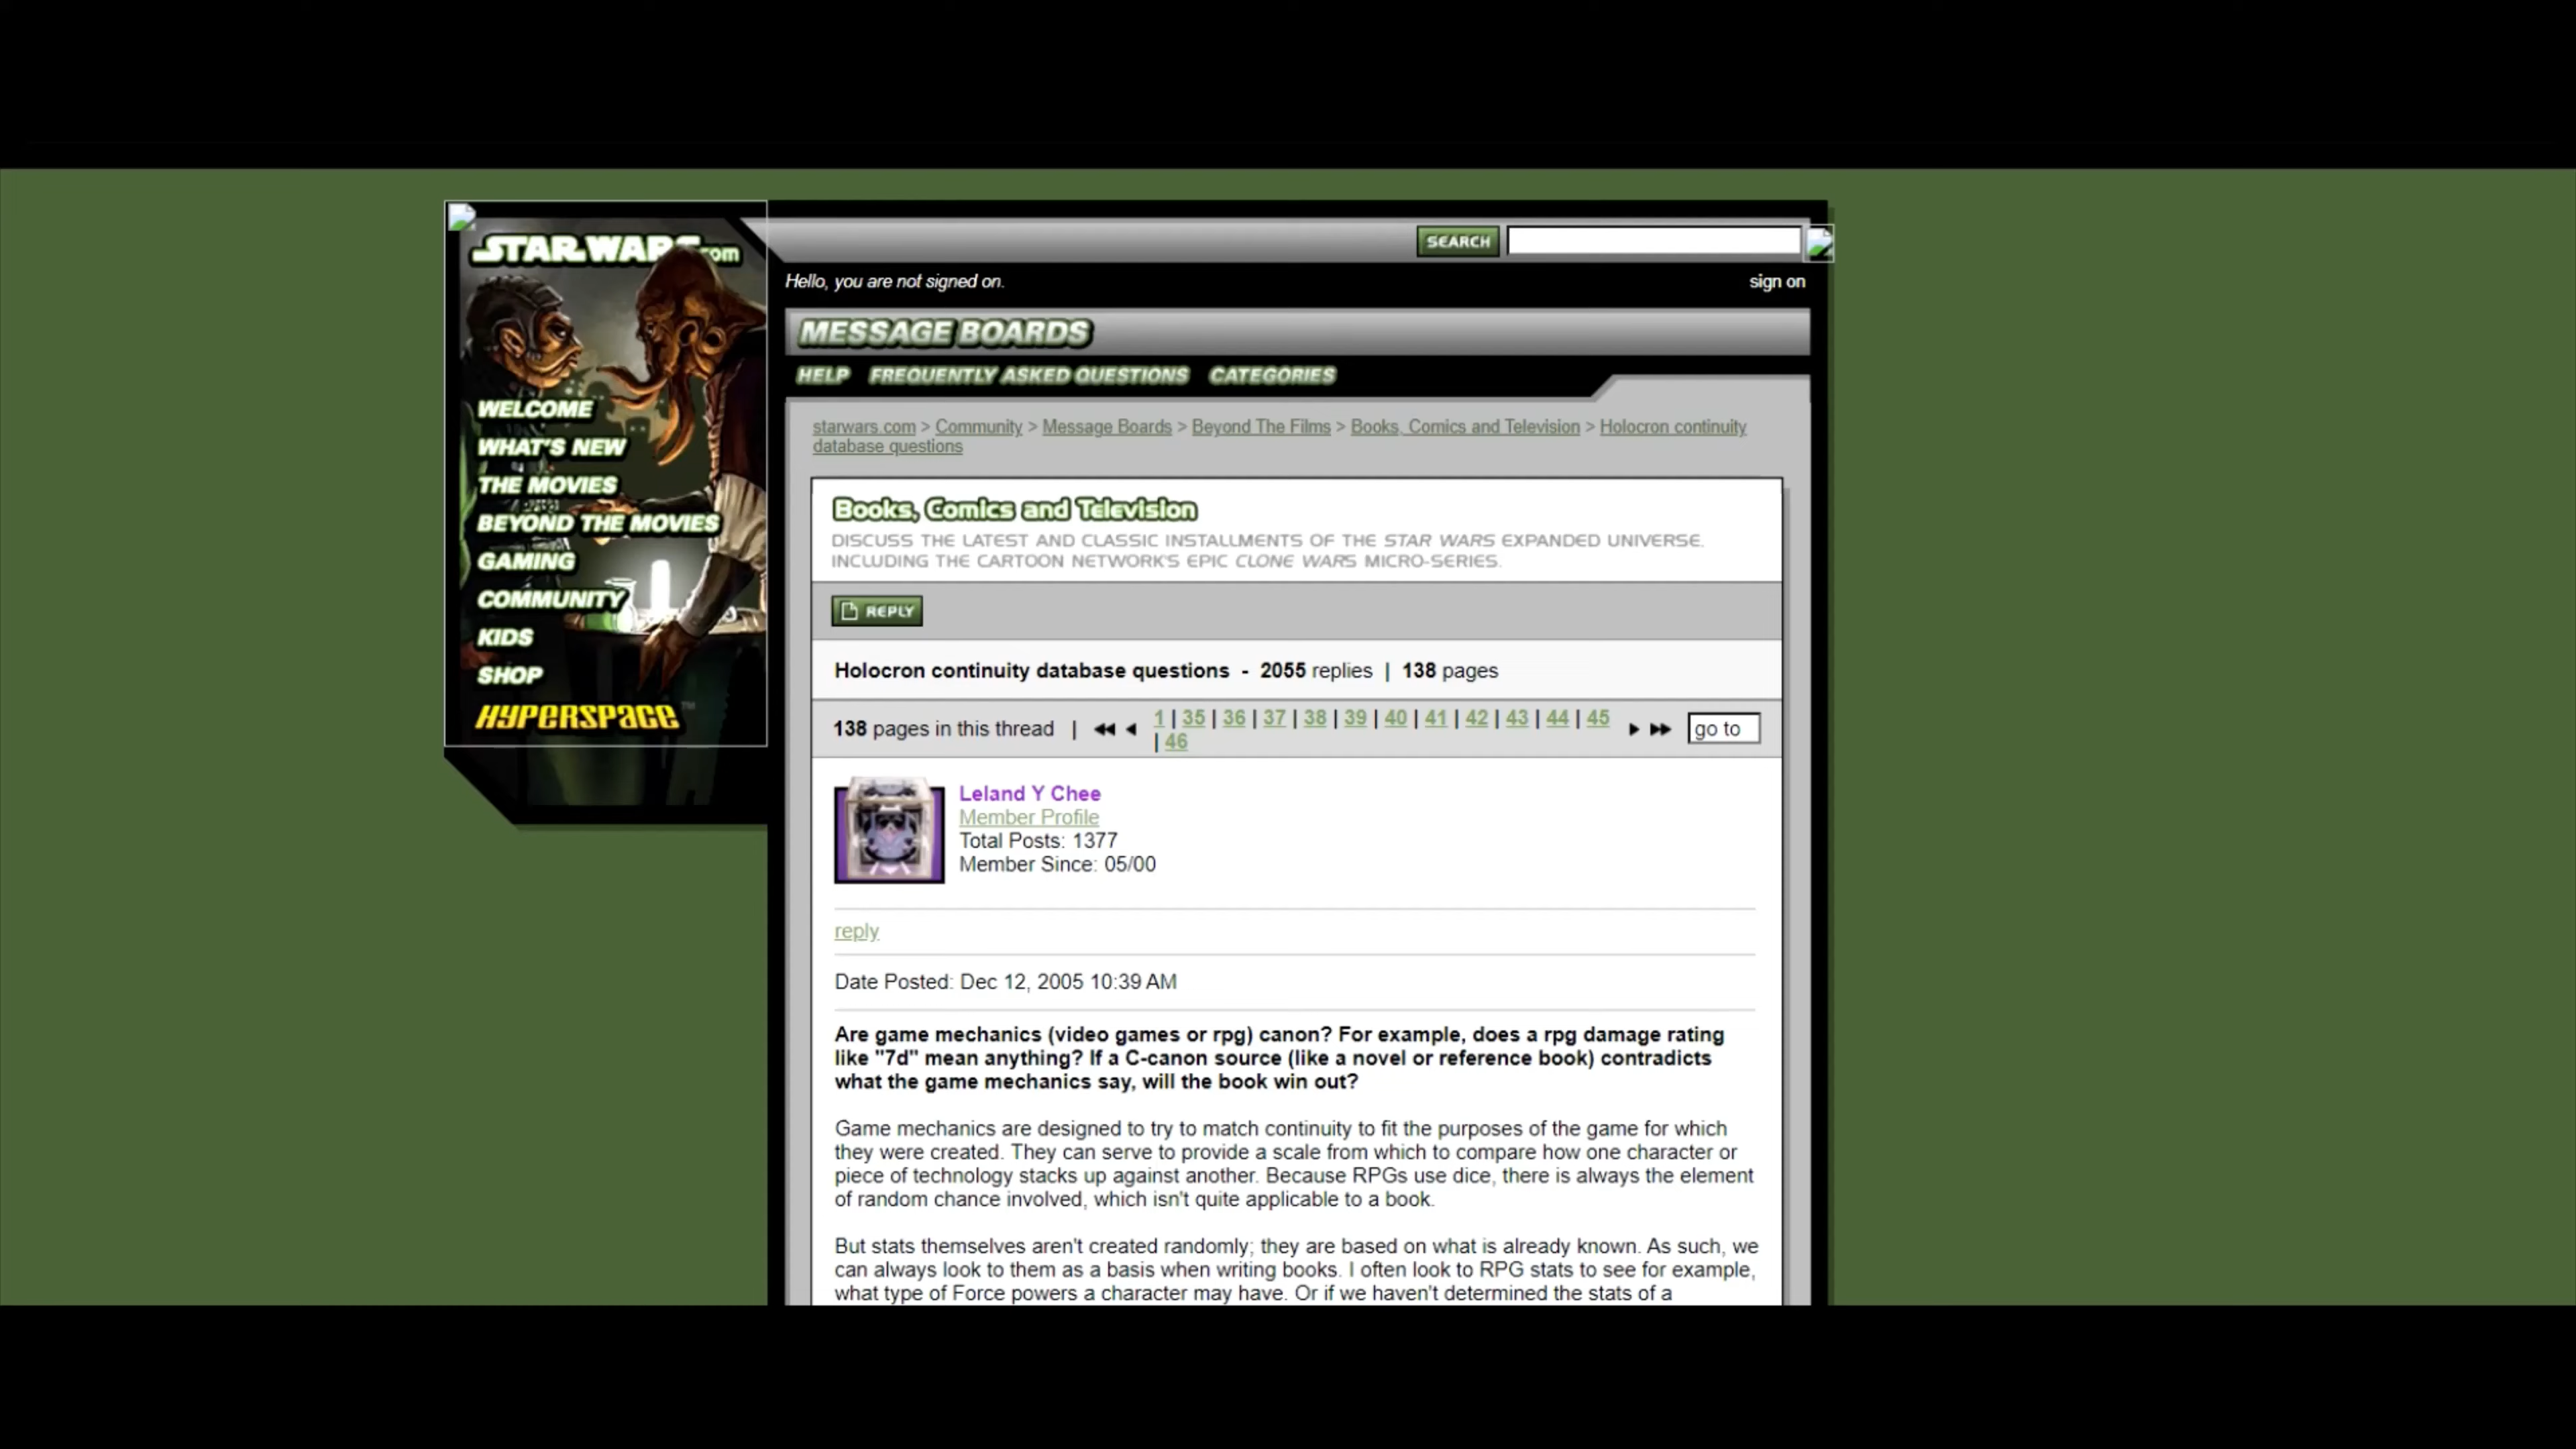 STAR WARS.com
WELCOME
WHAT'S NEW
THE MOVIES
BEYOND THE MOVIES
GAMING
COMMUNITY
KIDS
SHOP
HYPERSPACE™
SEARCH
Hello, you are not signed on.
sign on
MESSAGE BOARDS
HELP FREQUENTLY ASKED QUESTIONS CATEGORIES
starwars.com > Community > Message Boards > Beyond The Films > Books, Comics and Television > Holocron continuity
database questions
Books, Comics and Television
DISCUSS THE LATEST AND CLASSIC INSTALLMENTS OF THE STAR WARS EXPANDED UNIVERSE.
INCLUDING THE CARTOON NETWORK'S EPIC CLONE WARS MICRO-SERIES.
REPLY
Holocron continuity database questions - 2055 replies | 138 pages
138 pages in this thread | 1 | 35 | 36 | 37 | 38 | 39 | 40 | 41 | 42 | 43 | 44 | 45
| 46
go to
Leland Y Chee
Member Profile
Total Posts: 1377
Member Since: 05/00
reply
Date Posted: Dec 12, 2005 10:39 AM
Are game mechanics (video games or rpg) canon? For example, does a rpg damage rating
like "7d" mean anything? If a C-canon source (like a novel or reference book) contradicts
what the game mechanics say, will the book win out?
Game mechanics are designed to try to match continuity to fit the purposes of the game for which
they were created. They can serve to provide a scale from which to compare how one character or
piece of technology stacks up against another. Because RPGs use dice, there is always the element
of random chance involved, which isn't quite applicable to a book.
But stats themselves aren't created randomly; they are based on what is already known. As such, we
can always look to them as a basis when writing books. I often look to RPG stats to see for example,
what type of Force powers a character may have. Or if we haven't determined the stats of a